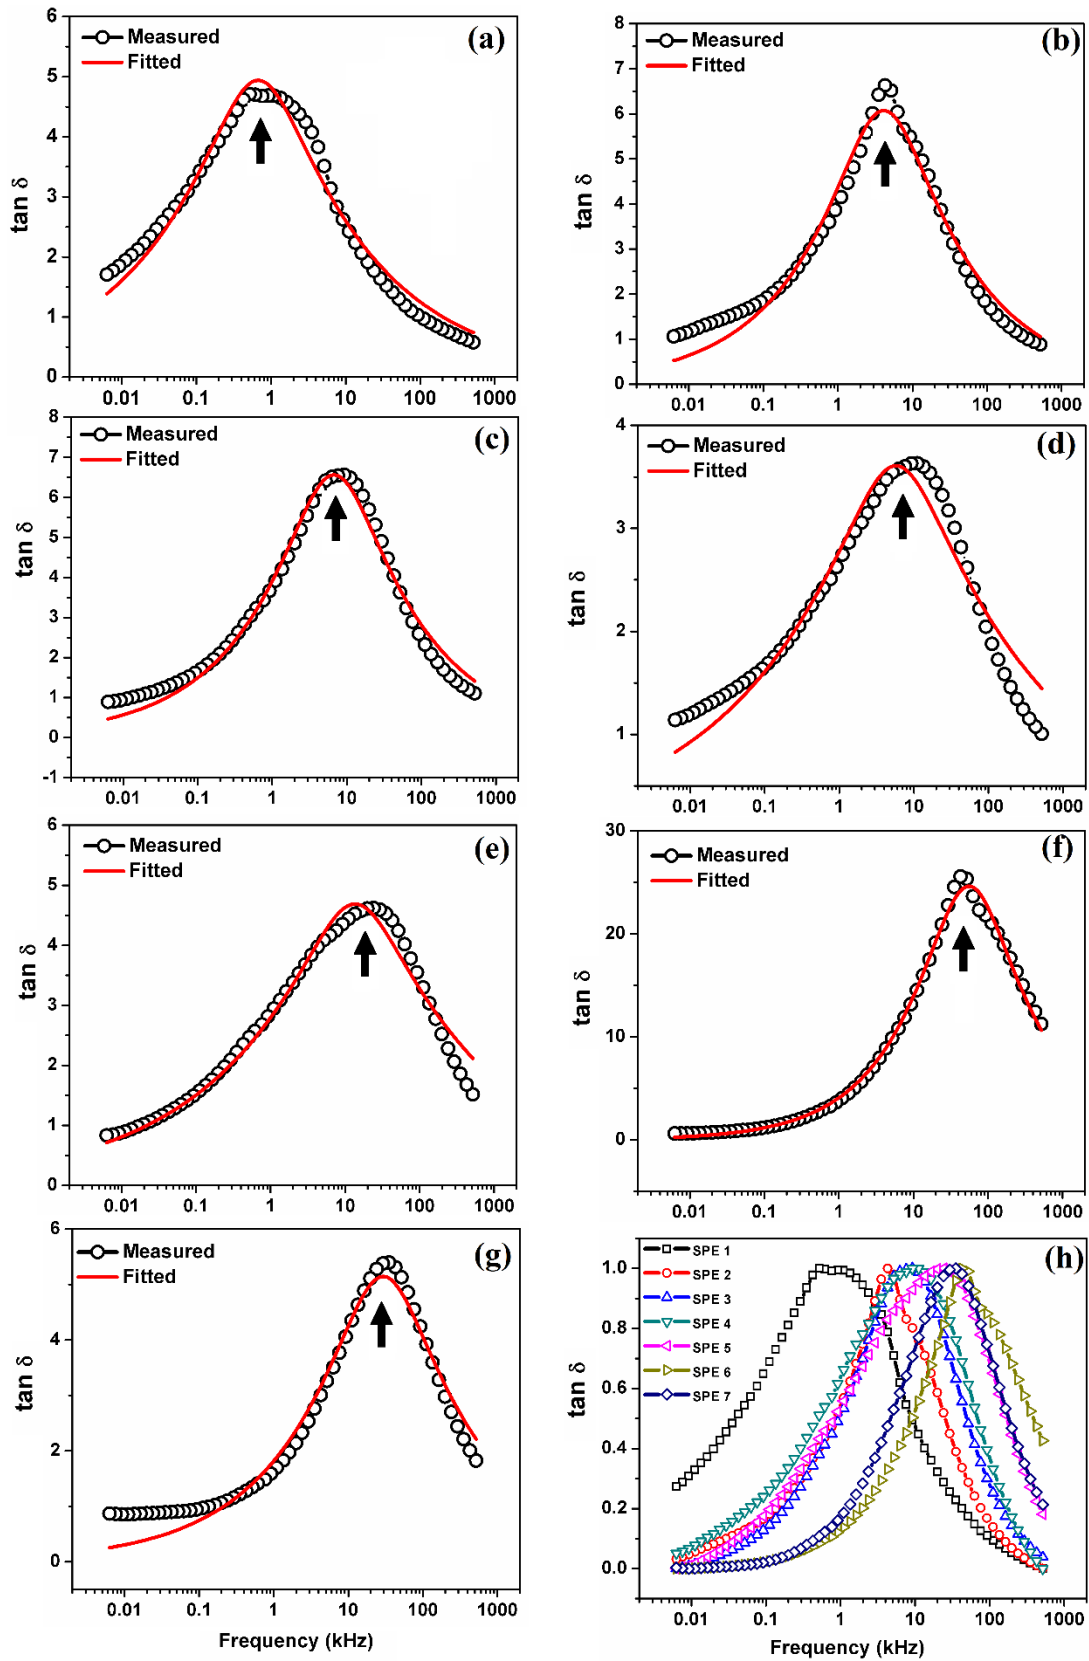 6
5
4
3
2
1
0
tan δ
Measured
Fitted
(a)
0.01 0.1 1 10 100 1000
8
7
6
5
4
3
2
1
0
tan δ
Measured
Fitted
(b)
0.01 0.1 1 10 100 1000
8
7
6
5
4
3
2
1
0
-1
tan δ
Measured
Fitted
(c)
0.01 0.1 1 10 100 1000
4
3
2
1
tan δ
Measured
Fitted
(d)
0.01 0.1 1 10 100 1000
6
5
4
3
2
1
0
tan δ
Measured
Fitted
(e)
0.01 0.1 1 10 100 1000
30
20
10
0
tan δ
Measured
Fitted
(f)
0.01 0.1 1 10 100 1000
6
4
2
0
tan δ
Measured
Fitted
(g)
0.01 0.1 1 10 100 1000
Frequency (kHz)
1.0
0.8
0.6
0.4
0.2
0.0
tan δ
SPE 1
SPE 2
SPE 3
SPE 4
SPE 5
SPE 6
SPE 7
(h)
0.01 0.1 1 10 100 1000
Frequency (kHz)